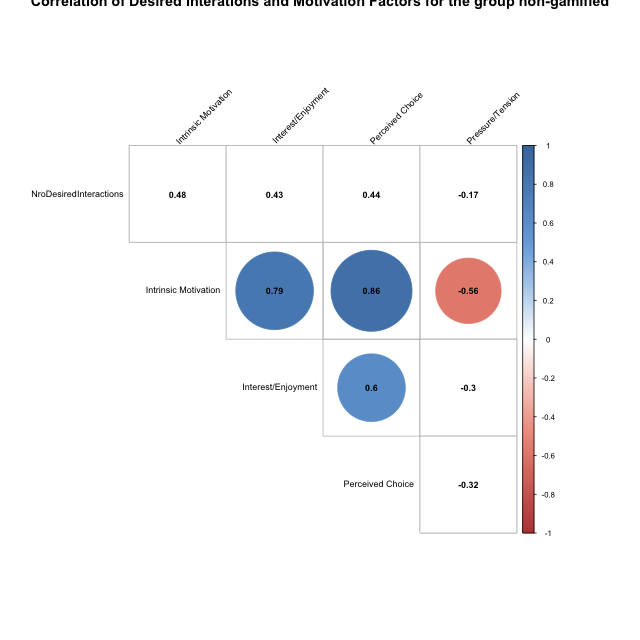 Correlation of Desired Interations and Motivation Factors for the group non-gamified
Intrinsic Motivation
Interest/Enjoyment
Perceived Choice
Pressure/Tension
NroDesiredInteractions 0.48 0.43 0.44 -0.17
Intrinsic Motivation 0.79 0.86 -0.56
Interest/Enjoyment 0.6 -0.3
Perceived Choice -0.32
1
0.8
0.6
0.4
0.2
0
-0.2
-0.4
-0.6
-0.8
-1